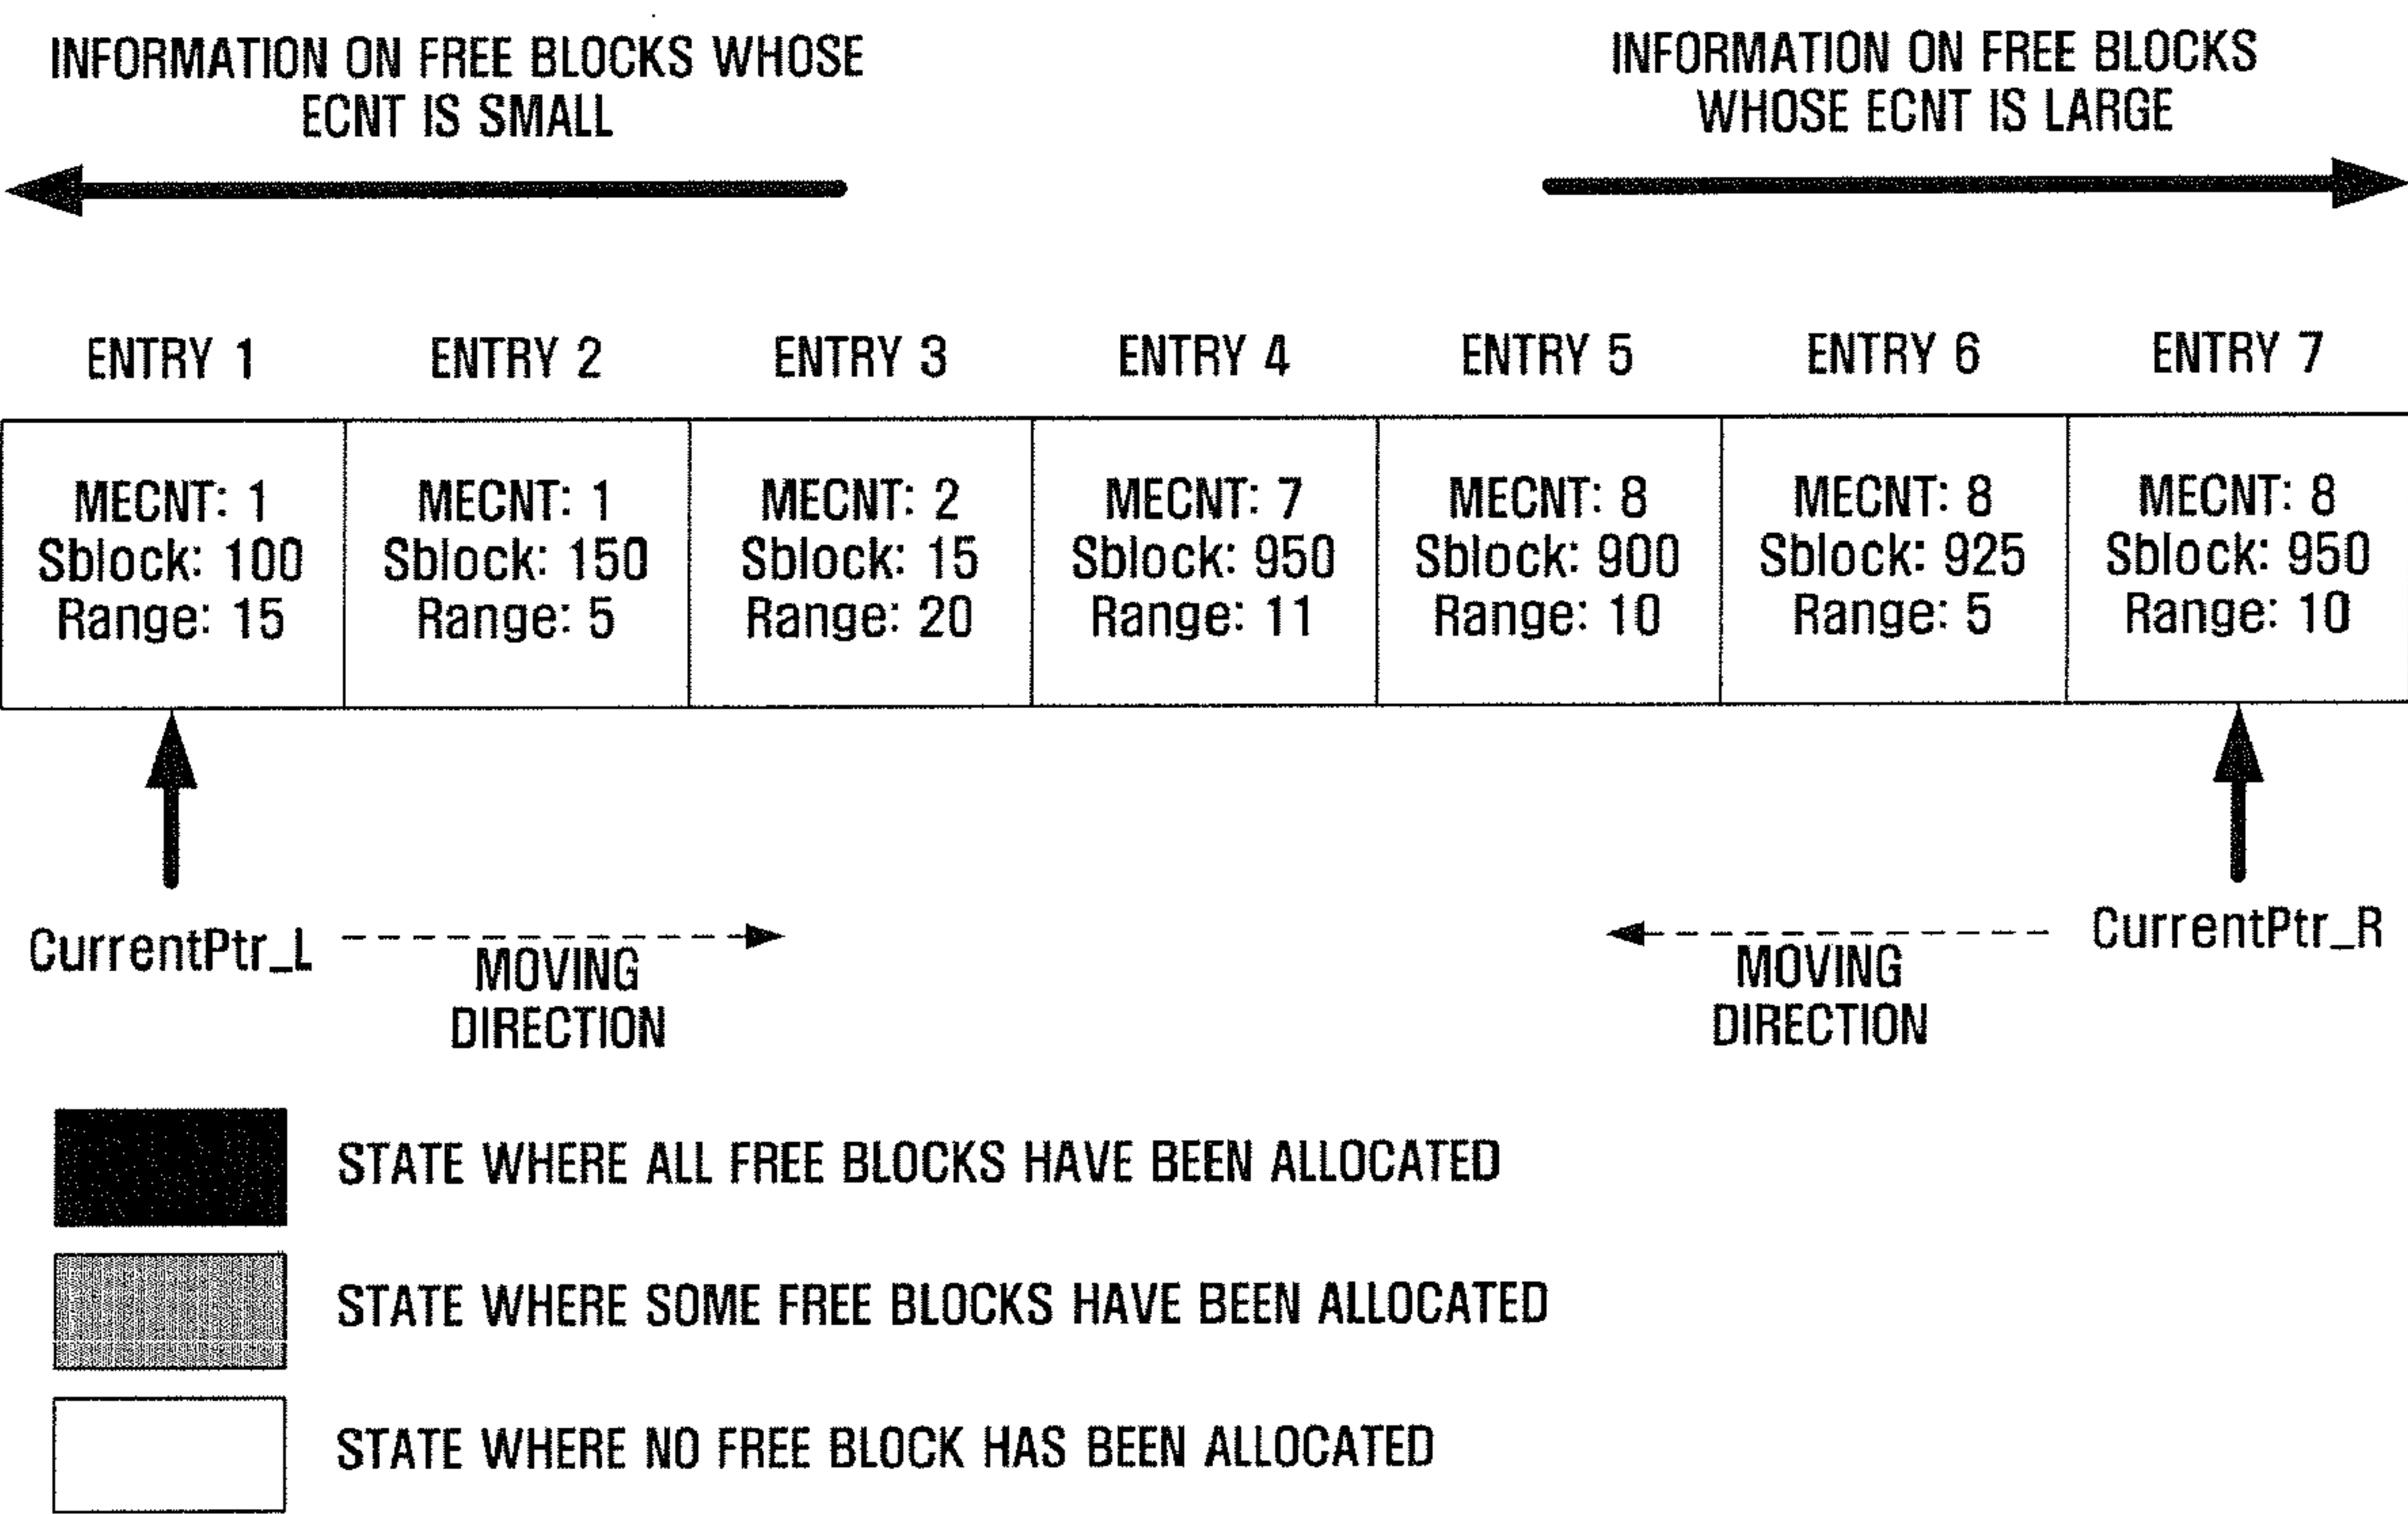 INFORMATION ON FREE BLOCKS WHOSE
ECNT IS SMALL
INFORMATION ON FREE BLOCKS
WHOSE ECNT IS LARGE
ENTRY 1
ENTRY 2
ENTRY 3
ENTRY 4
ENTRY 5
ENTRY 6
ENTRY 7
MECNT: 1
Sblock: 100
Range: 15
MECNT: 1
Sblock: 150
Range: 5
MECNT: 2
Sblock: 15
Range: 20
MECNT: 7
Sblock: 950
Range: 11
MECNT: 8
Sblock: 900
Range: 10
MECNT: 8
Sblock: 925
Range: 5
MECNT: 8
Sblock: 950
Range: 10
CurrentPtr_L
MOVING
DIRECTION
MOVING
DIRECTION
CurrentPtr_R
STATE WHERE ALL FREE BLOCKS HAVE BEEN ALLOCATED
STATE WHERE SOME FREE BLOCKS HAVE BEEN ALLOCATED
STATE WHERE NO FREE BLOCK HAS BEEN ALLOCATED